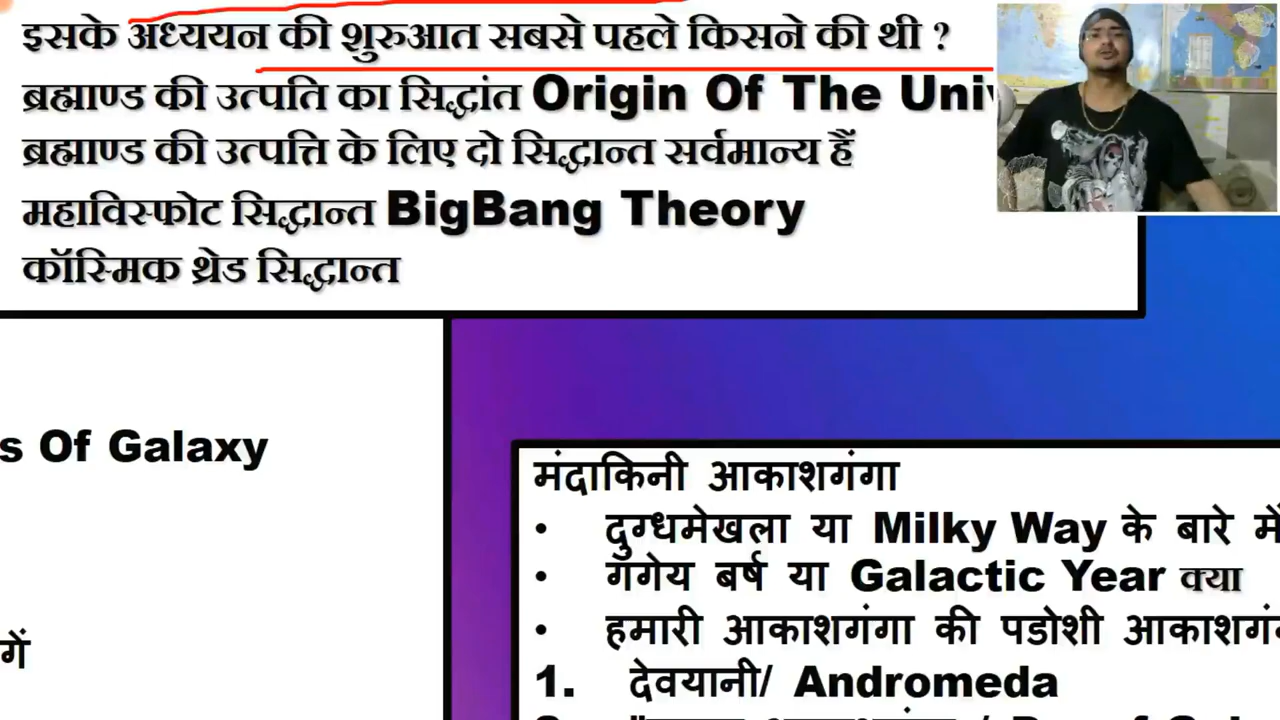 इसके अध्ययन की शुरुआत सबसे पहले किसने की थी ?
ब्रह्माण्ड की उत्पति का सिद्धांत Origin Of The Univ
ब्रह्माण्ड की उत्पत्ति के लिए दो सिद्धान्त सर्वमान्य हैं
महाविस्फोट सिद्धान्त BigBang Theory
कॉस्मिक थ्रेड सिद्धान्त
s Of Galaxy
गें
मंदाकिनी आकाशगंगा
• दुग्धमेखला या Milky Way के बारे में
• गगेय बर्ष या Galactic Year क्या
• हमारी आकाशगंगा की पडोशी आकाशगं
1. देवयानी/ Andromeda